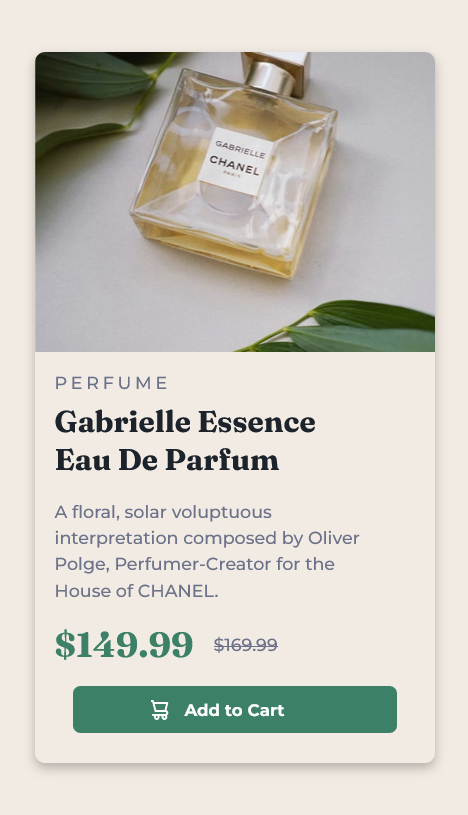 GABRIELLE
CHANEL
PARIS
PERFUME
Gabrielle Essence
Eau De Parfum
A floral, solar voluptuous
interpretation composed by Oliver
Polge, Perfumer-Creator for the
House of CHANEL.
$149.99 $169.99
Add to Cart